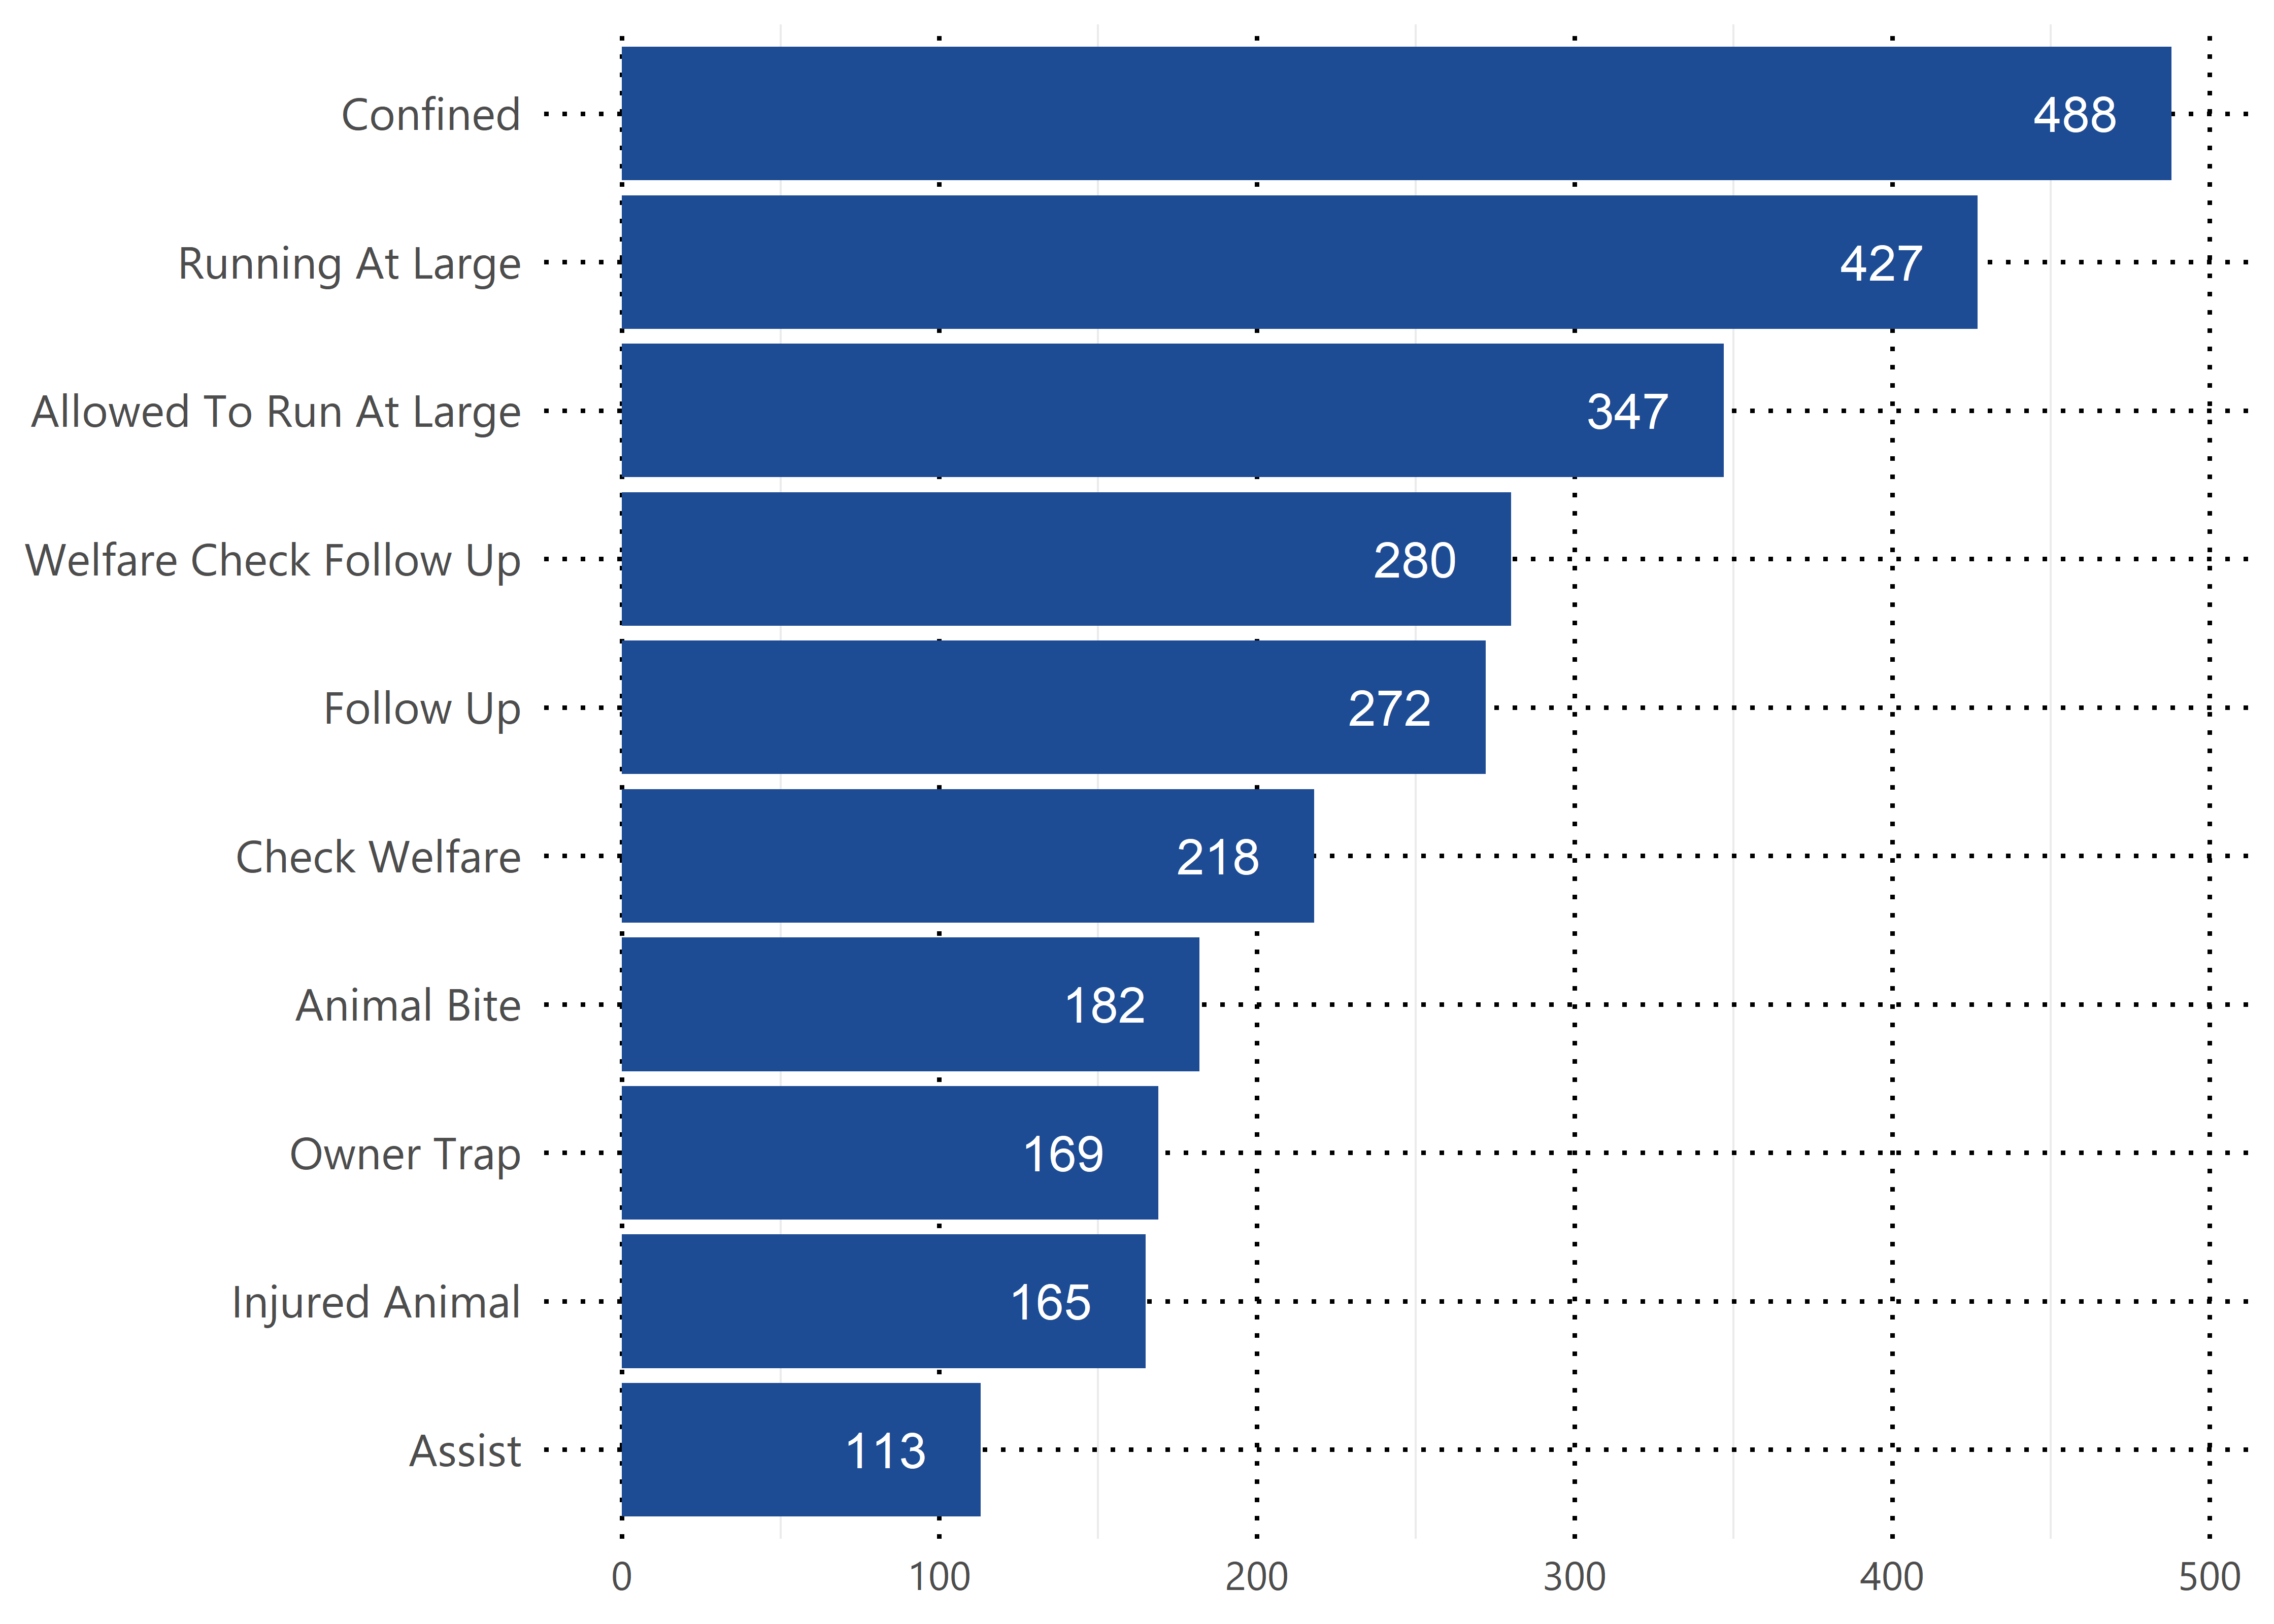 Confined
488
Running At Large
427
Allowed To Run At Large
347
Welfare Check Follow Up
280
Follow Up
272
Check Welfare
218
Animal Bite
182
Owner Trap
169
Injured Animal
165
Assist
113
0 100 200 300 400 500